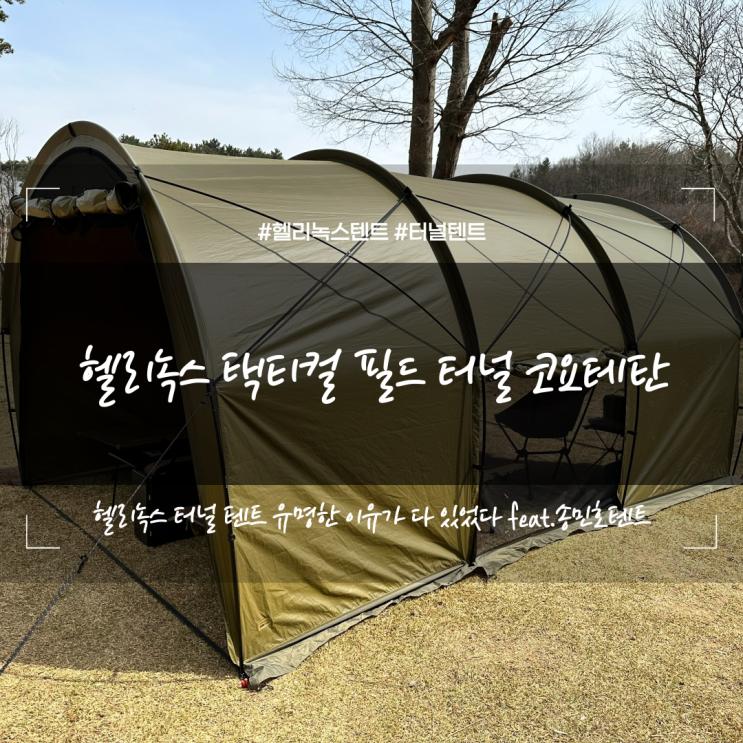 #헬리녹스텐트 #터널텐트
헬리녹스 택티컬 필드 터널 코요테탄
헬리녹스 터널 텐트 유명한 이유가 다 있었다 feat.송민호텐트